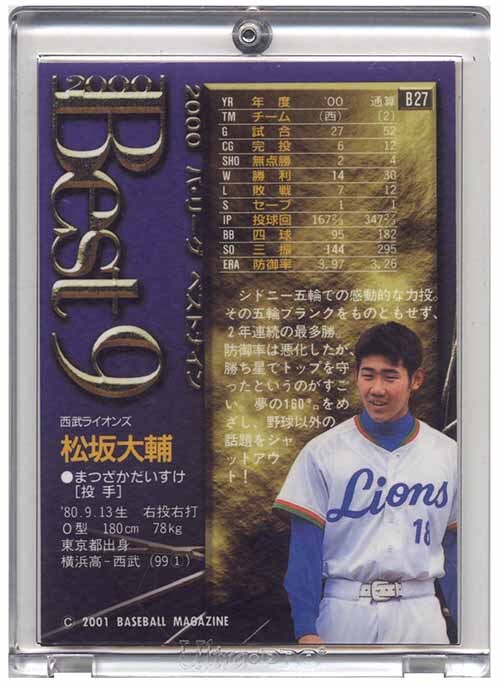 2000
Best 9
2000 パ・リーグ ベストナイン
B27
YR 年度 '00 通算
TM チーム (西) (2)
G 試合 27 52
CG 完投 6 12
SHO 無点勝 2 4
W 勝利 14 30
L 敗戦 7 12
S セーブ 1 1
IP 投球回 167⅔ 347⅔
BB 四球 95 182
SO 三振 144 295
ERA 防御率 3.97 3.26
シドニー五輪での感動的な力投。
その五輪ブランクをものともせず、
2年連続の最多勝。
防御率は悪化したが、
勝ち星でトップを守
ったというのがすご
い。夢の160㌔をめ
ざし、野球以外の
話題をシャ
ットアウ
ト!
西武ライオンズ
松坂大輔
●まつざかだいすけ
[投手]
'80.9.13生 右投右打
O型 180cm 78kg
東京都出身
横浜高-西武(99①)
Lions
18
© 2001 BASEBALL MAGAZINE